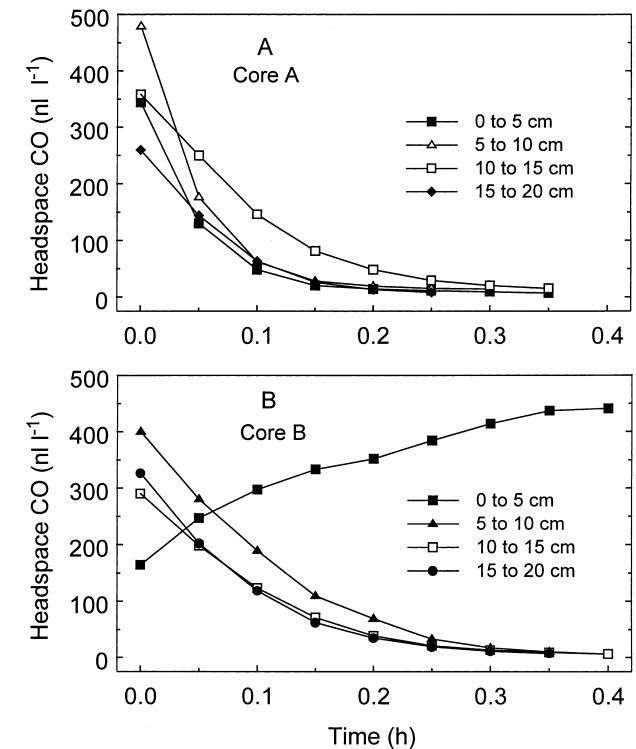 500
400
300
200
100
0
Headspace CO (nl l⁻¹)
A
Core A
0 to 5 cm
5 to 10 cm
10 to 15 cm
15 to 20 cm
0.0 0.1 0.2 0.3 0.4
500
400
300
200
100
0
Headspace CO (nl l⁻¹)
B
Core B
0 to 5 cm
5 to 10 cm
10 to 15 cm
15 to 20 cm
0.0 0.1 0.2 0.3 0.4
Time (h)